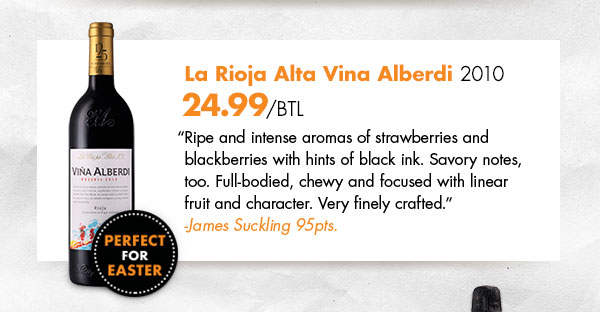 La Rioja Alta Vina Alberdi 2010
24.99/BTL
“Ripe and intense aromas of strawberries and
blackberries with hints of black ink. Savory notes,
too. Full-bodied, chewy and focused with linear
fruit and character. Very finely crafted.”
-James Suckling 95pts.
VIÑA ALBERDI
RESERVA 2010
Rioja
PERFECT
FOR
EASTER